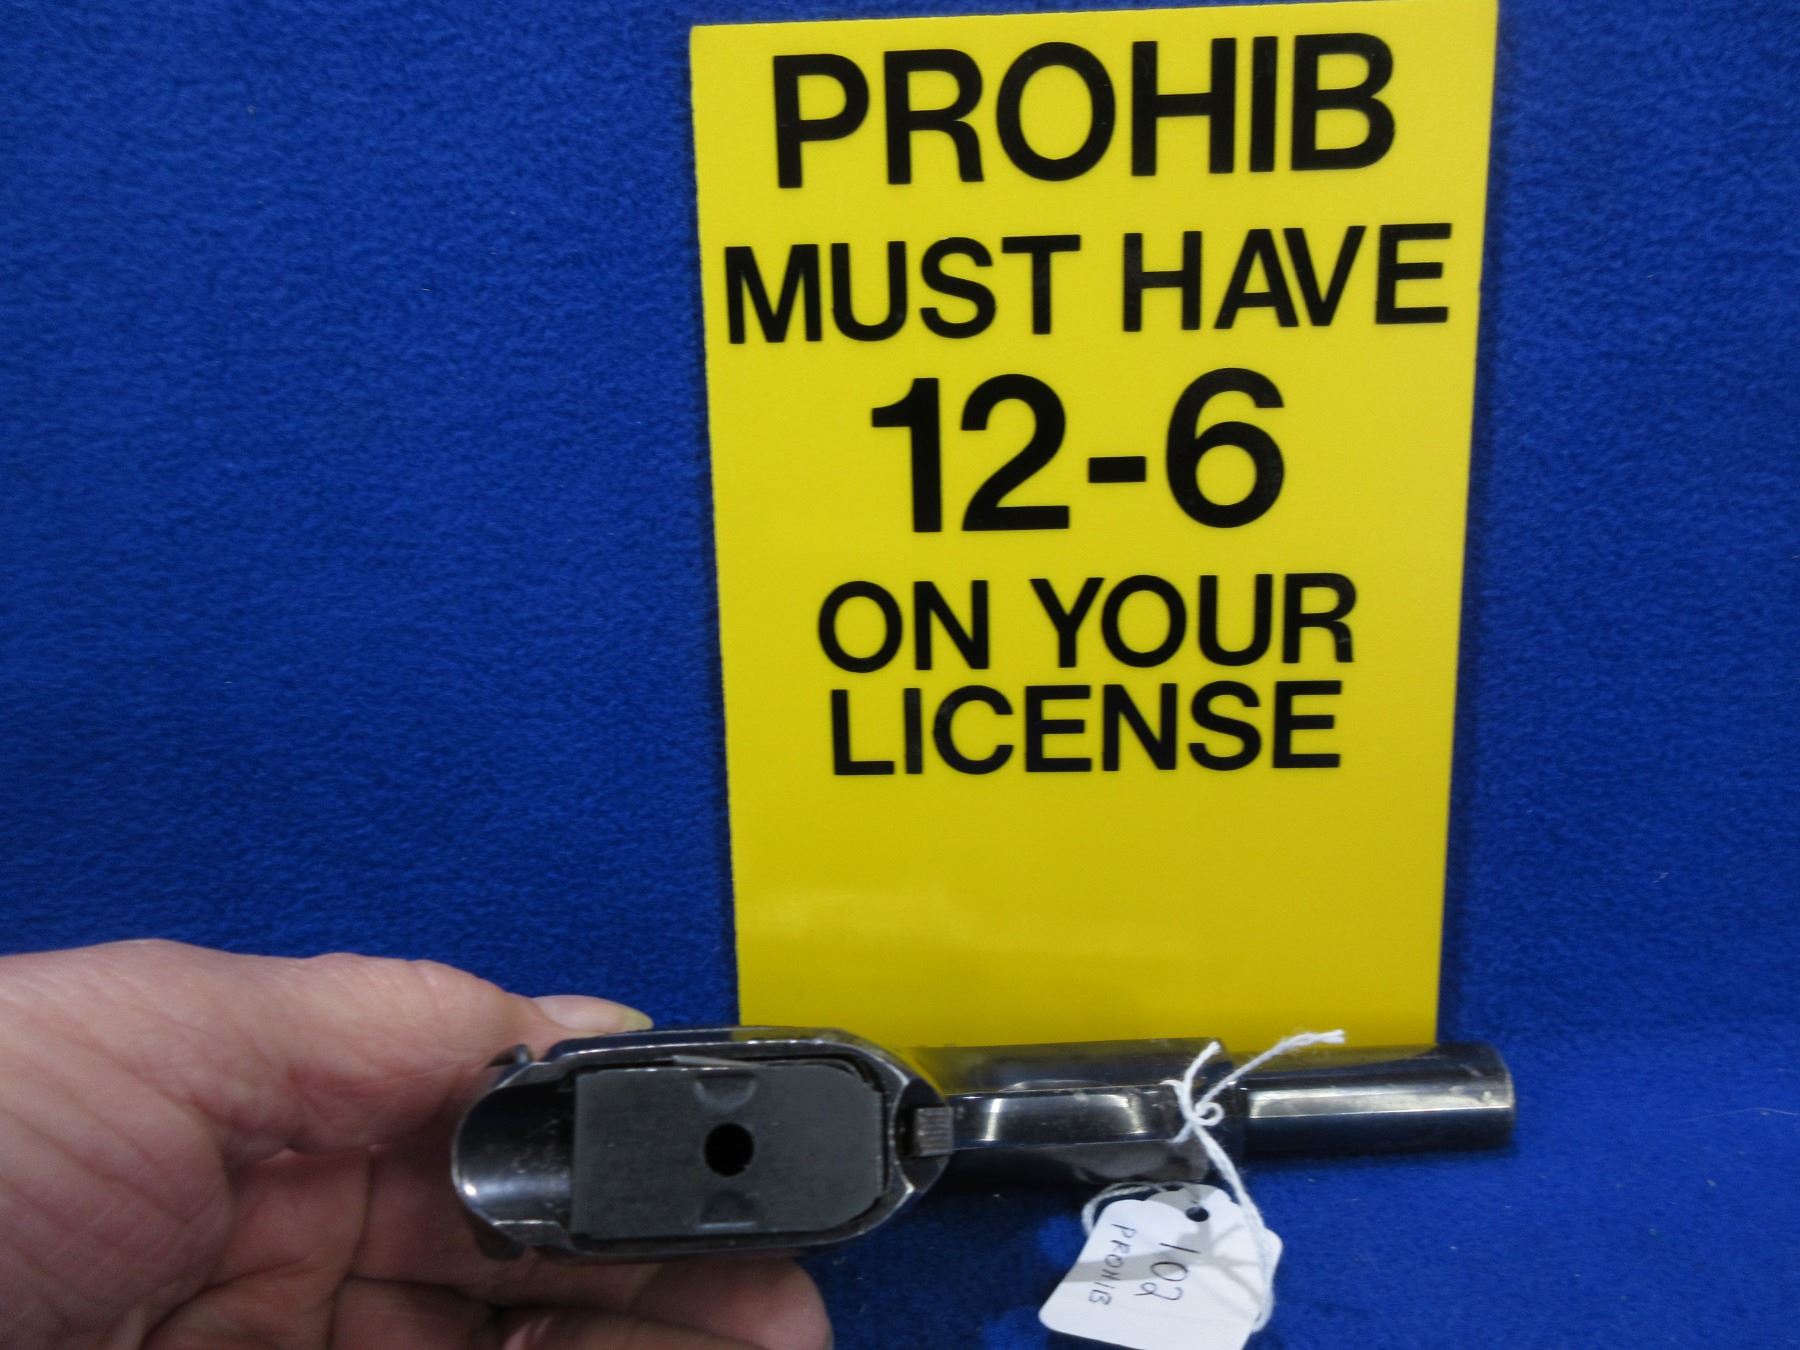 PROHIB
MUST HAVE
12-6
ON YOUR
LICENSE
102
PROHIB